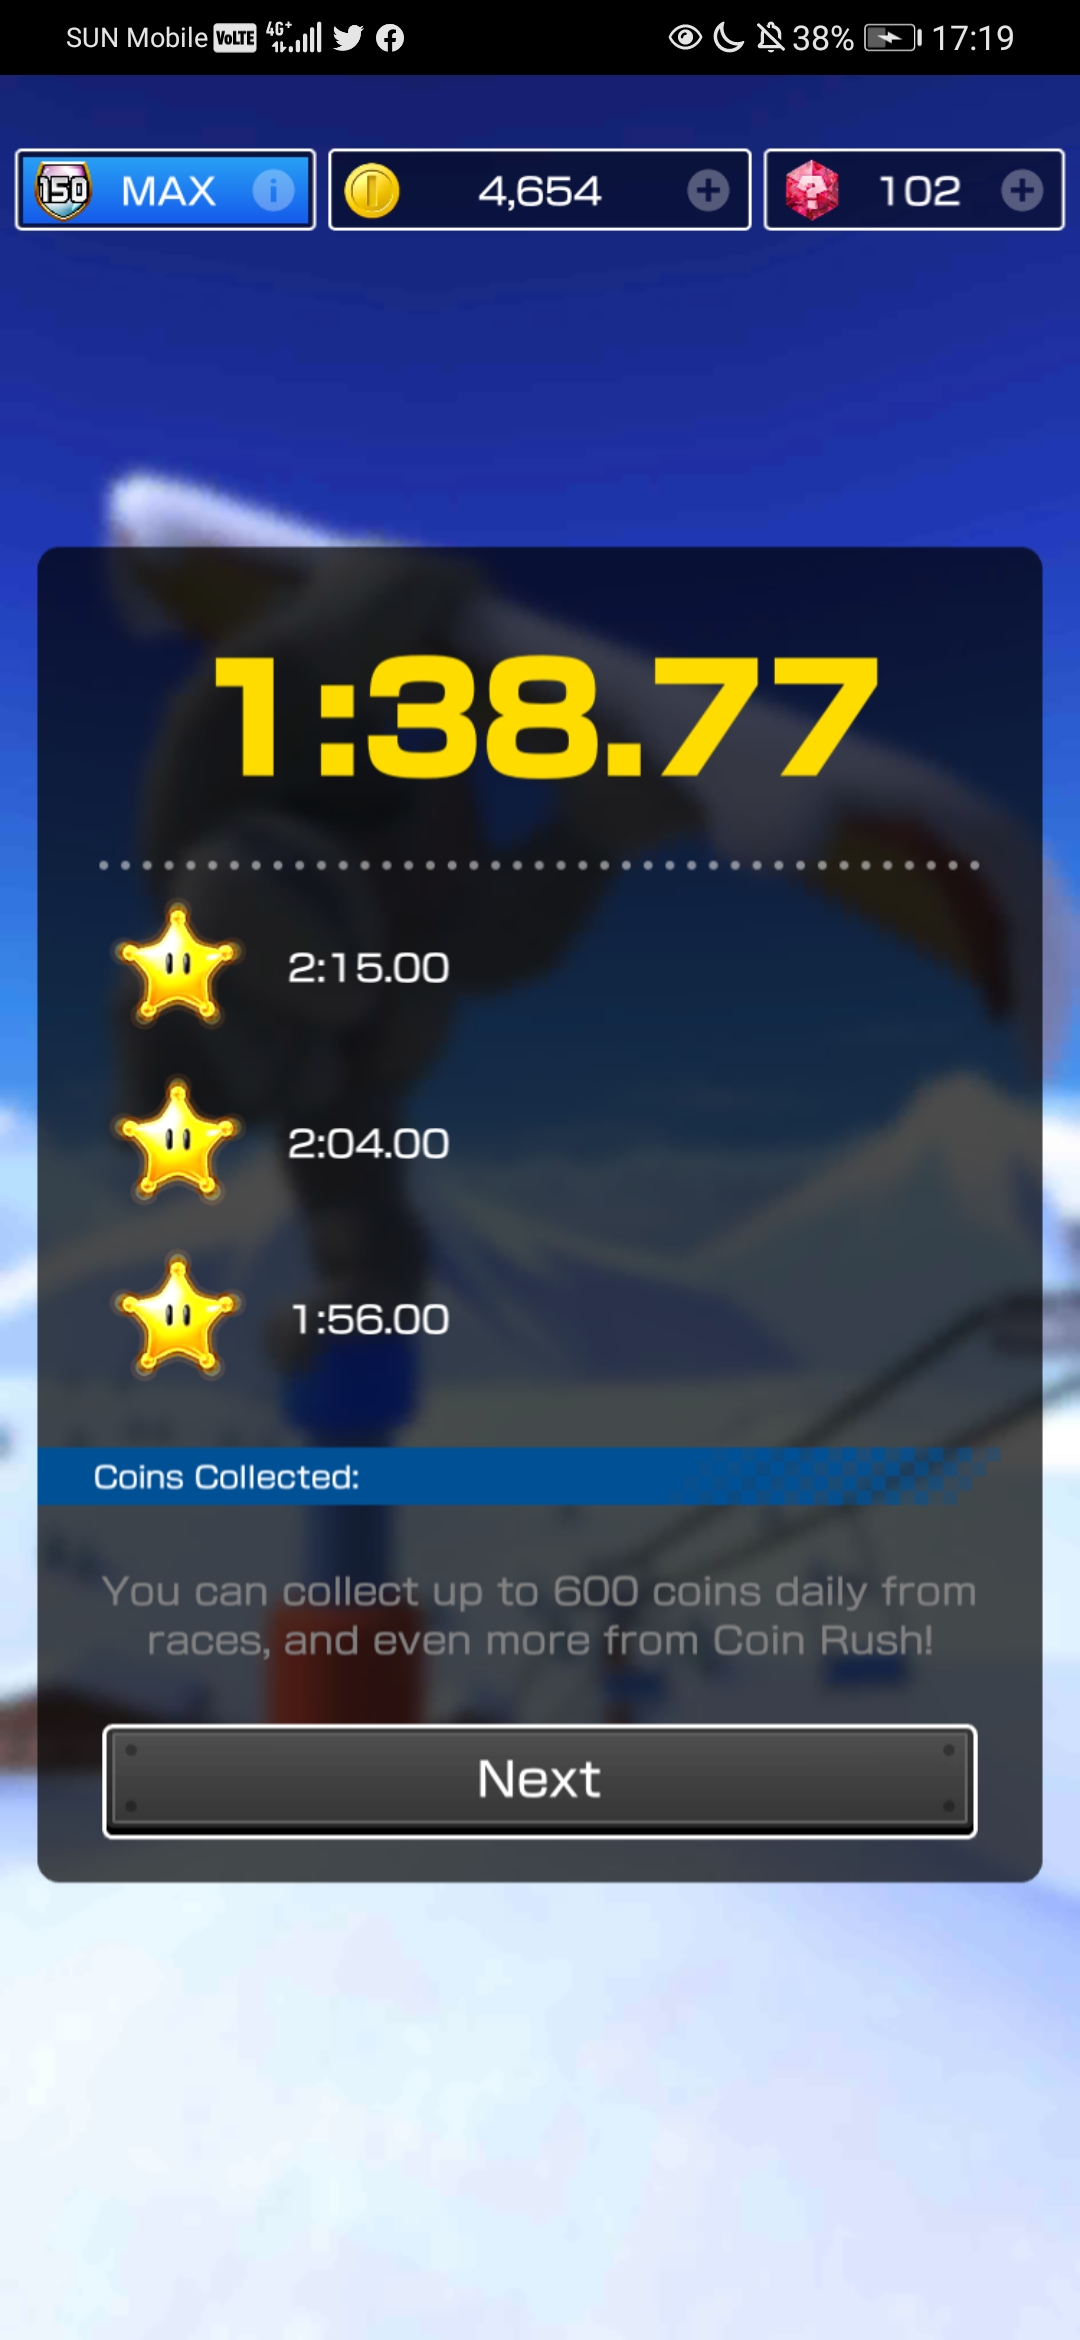 SUN Mobile VoLTE 4G+ 38% 17:19
150 MAX i 4,654 + 102 +
1:38.77
2:15.00
2:04.00
1:56.00
Coins Collected:
You can collect up to 600 coins daily from
races, and even more from Coin Rush!
Next